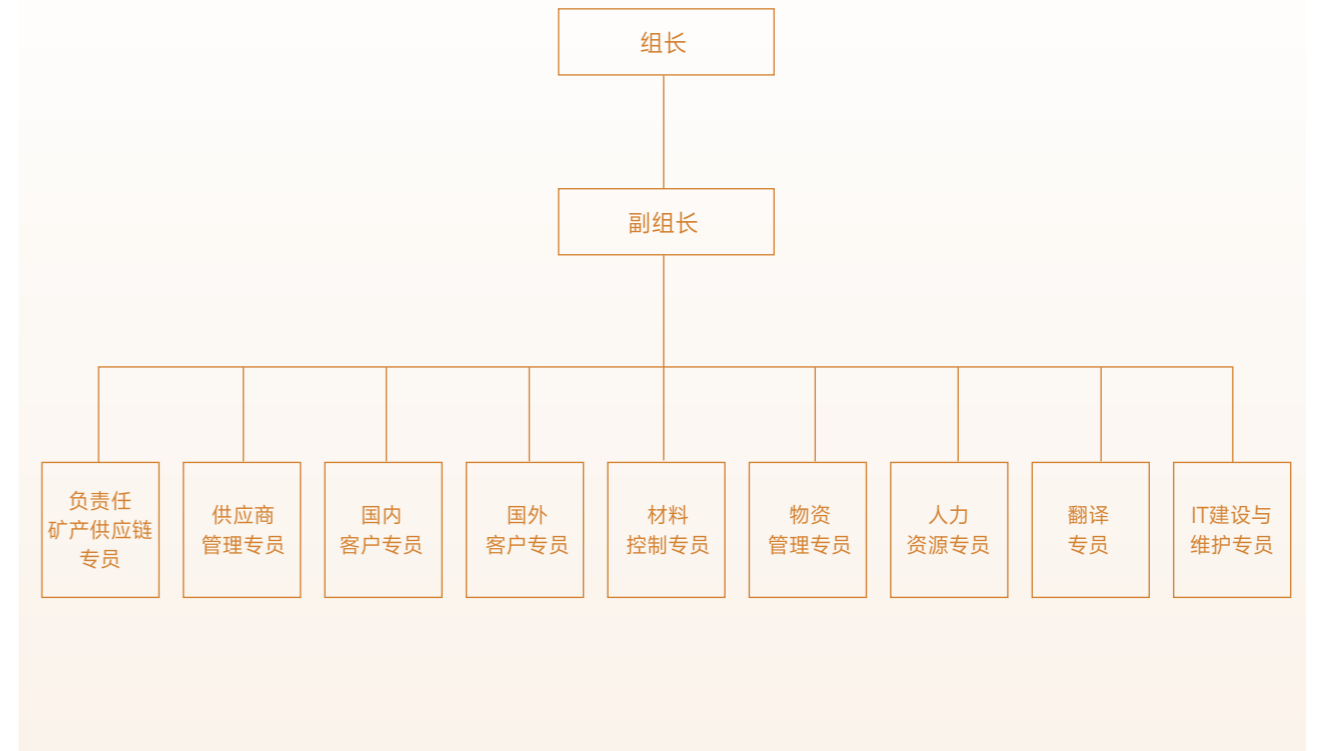 组长
副组长
负责任
矿产供应链
专员
供应商
管理专员
国内
客户专员
国外
客户专员
材料
控制专员
物资
管理专员
人力
资源专员
翻译
专员
IT建设与
维护专员